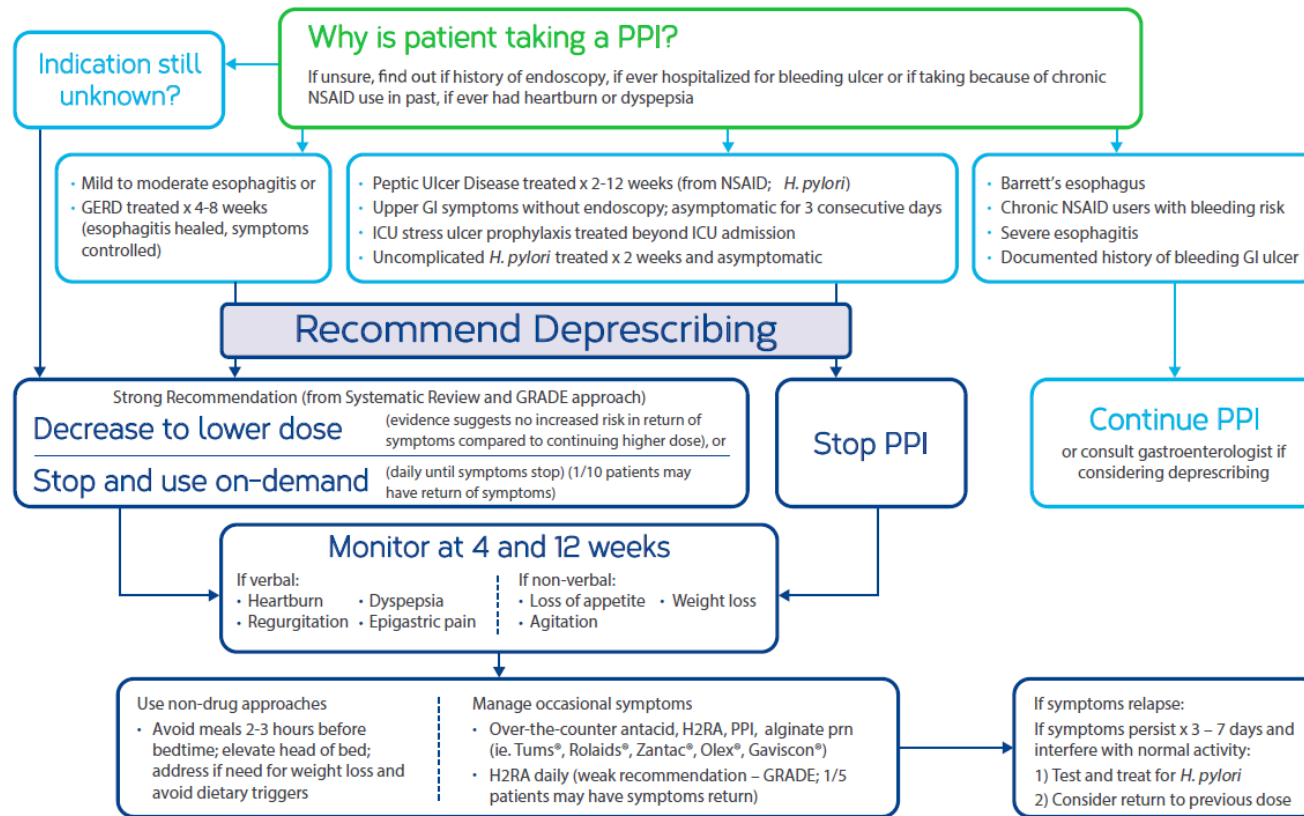 Why is patient taking a PPI?
If unsure, find out if history of endoscopy, if ever hospitalized for bleeding ulcer or if taking because of chronic
NSAID use in past, if ever had heartburn or dyspepsia
Indication still
unknown?
• Mild to moderate esophagitis or
• GERD treated x 4-8 weeks
(esophagitis healed, symptoms
controlled)
• Peptic Ulcer Disease treated x 2-12 weeks (from NSAID; H. pylori)
• Upper GI symptoms without endoscopy; asymptomatic for 3 consecutive days
• ICU stress ulcer prophylaxis treated beyond ICU admission
• Uncomplicated H. pylori treated x 2 weeks and asymptomatic
• Barrett's esophagus
• Chronic NSAID users with bleeding risk
• Severe esophagitis
• Documented history of bleeding GI ulcer
Recommend Deprescribing
Strong Recommendation (from Systematic Review and GRADE approach)
Decrease to lower dose
(evidence suggests no increased risk in return of
symptoms compared to continuing higher dose), or
Stop and use on-demand
(daily until symptoms stop) (1/10 patients may
have return of symptoms)
Stop PPI
Continue PPI
or consult gastroenterologist if
considering deprescribing
Monitor at 4 and 12 weeks
If verbal:
• Heartburn • Dyspepsia
• Regurgitation • Epigastric pain
If non-verbal:
• Loss of appetite • Weight loss
• Agitation
Use non-drug approaches
• Avoid meals 2-3 hours before
bedtime; elevate head of bed;
address if need for weight loss and
avoid dietary triggers
Manage occasional symptoms
• Over-the-counter antacid, H2RA, PPI, alginate prn
(ie. Tums®, Rolaids®, Zantac®, Olex®, Gaviscon®)
• H2RA daily (weak recommendation – GRADE; 1/5
patients may have symptoms return)
If symptoms relapse:
If symptoms persist x 3 – 7 days and
interfere with normal activity:
1) Test and treat for H. pylori
2) Consider return to previous dose